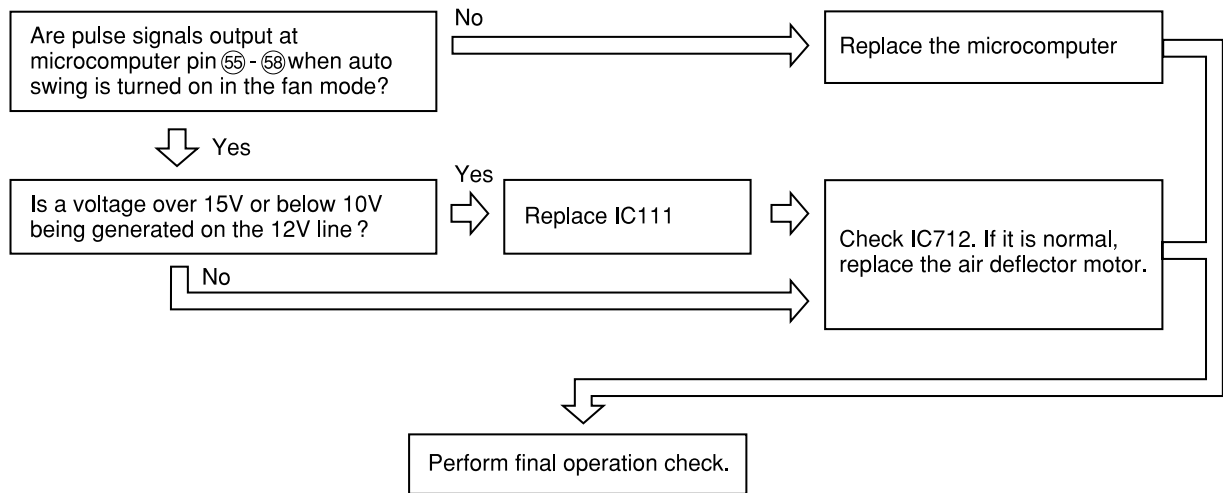 Are pulse signals output at
microcomputer pin 55 - 58 when auto
swing is turned on in the fan mode?
No
Replace the microcomputer
Yes
Is a voltage over 15V or below 10V
being generated on the 12V line ?
Yes
Replace IC111
Check IC712. If it is normal,
replace the air deflector motor.
No
Perform final operation check.